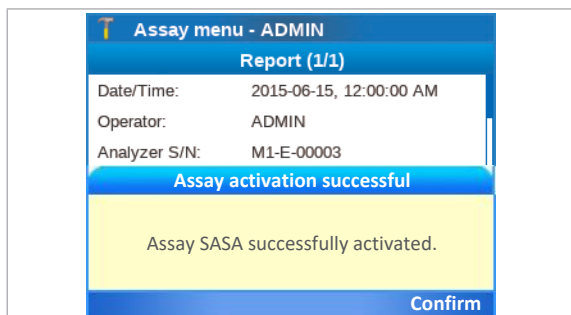 Assay menu - ADMIN
Report (1/1)
Date/Time: 2015-06-15, 12:00:00 AM
Operator: ADMIN
Analyzer S/N: M1-E-00003
Assay activation successful
Assay SASA successfully activated.
Confirm